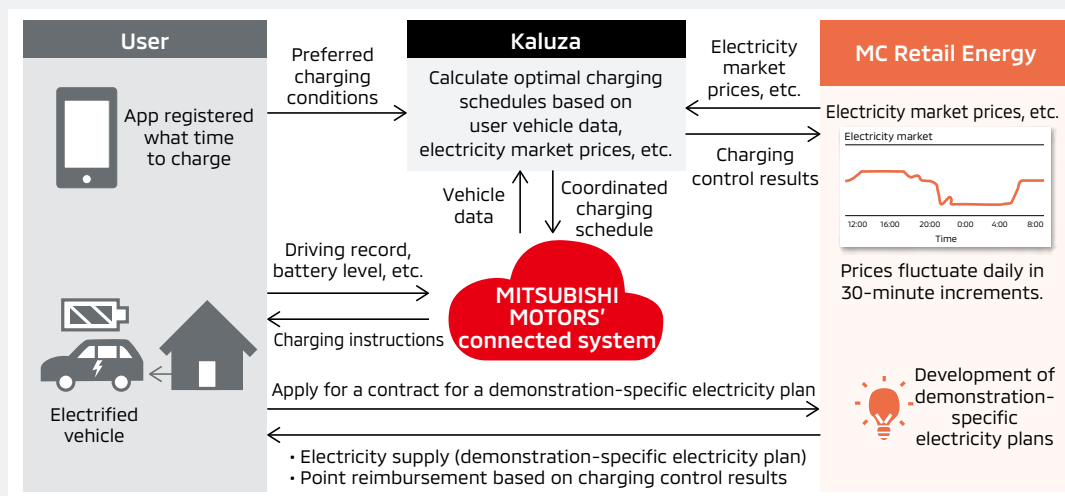 User
App registered
what time
to charge
Electrified
vehicle
Preferred
charging
conditions
Kaluza
Calculate optimal charging
schedules based on
user vehicle data,
electricity market prices, etc.
Electricity
market
prices, etc.
Charging
control results
Vehicle
data
Coordinated
charging
schedule
Driving record,
battery level, etc.
Charging instructions
MITSUBISHI
MOTORS'
connected system
MC Retail Energy
Electricity market prices, etc.
Electricity market
12:00 16:00 20:00 0:00 4:00 8:00
Time
Prices fluctuate daily in
30-minute increments.
Apply for a contract for a demonstration-specific electricity plan
• Electricity supply (demonstration-specific electricity plan)
• Point reimbursement based on charging control results
Development of
demonstration-
specific
electricity plans